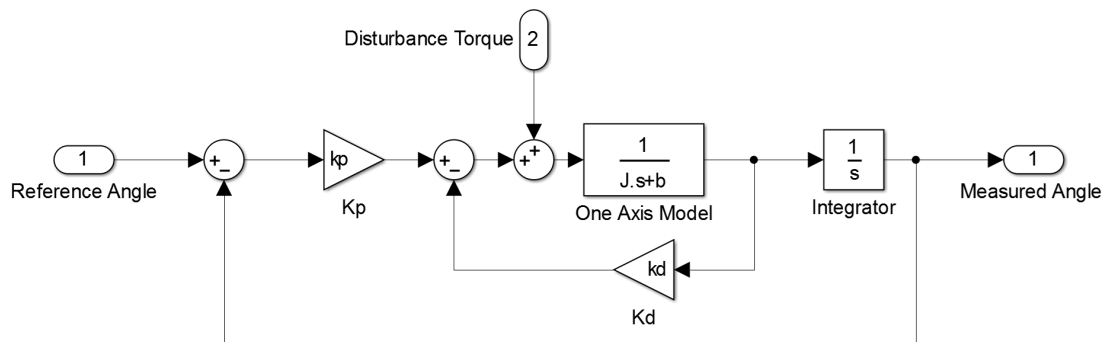 Disturbance Torque
2
1
Reference Angle
+
−
kp
Kp
+
−
+
+
1
J.s+b
One Axis Model
1
s
Integrator
1
Measured Angle
kd
Kd